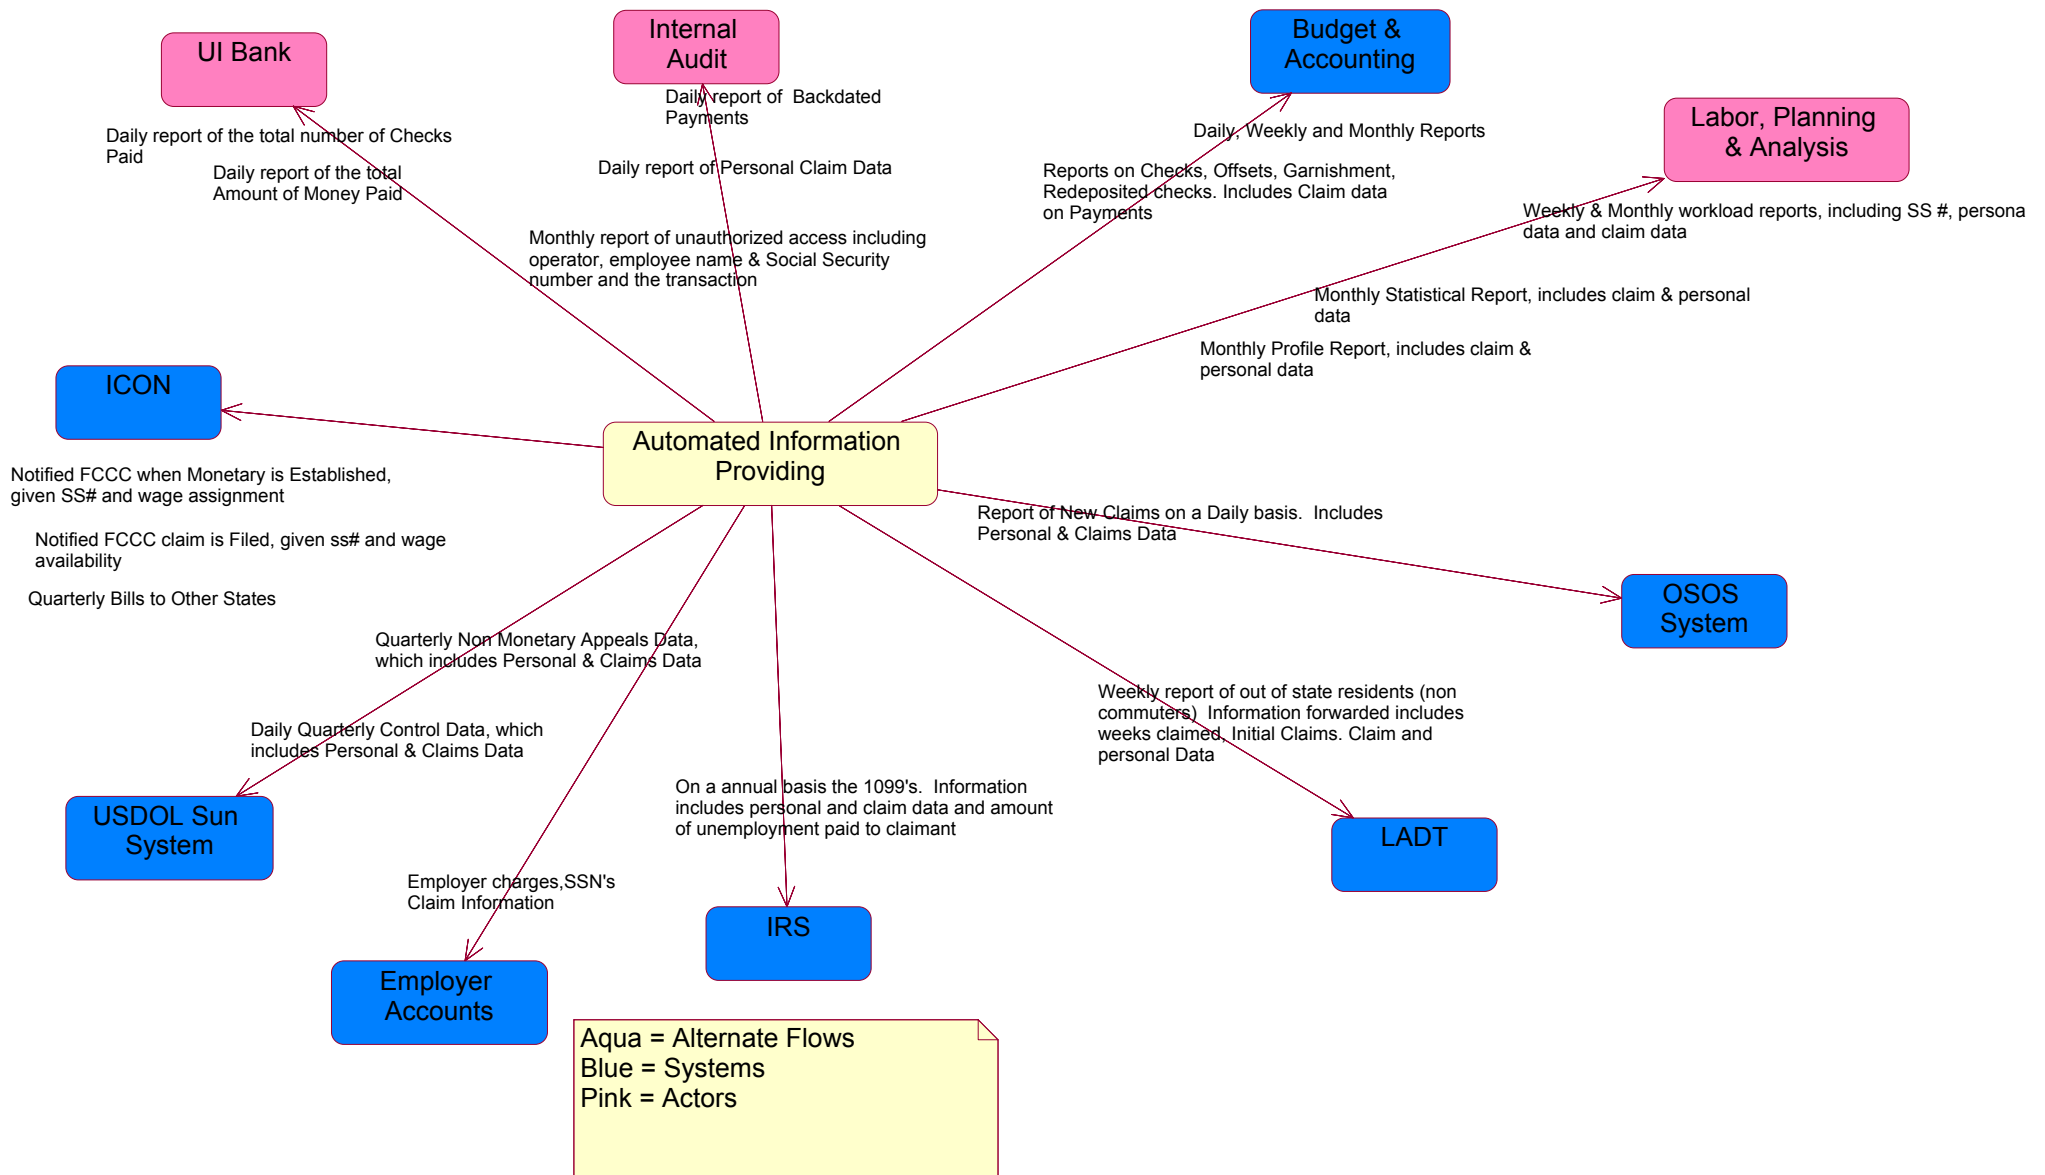 UI Bank
Internal
Audit
Budget &
Accounting
Labor, Planning
& Analysis
Daily report of the total number of Checks
Paid
Daily report of the total
Amount of Money Paid
Daily report of  Backdated
Payments
Daily report of Personal Claim Data
Monthly report of unauthorized access including
operator, employee name & Social Security
number and the transaction
Daily, Weekly and Monthly Reports
Reports on Checks, Offsets, Garnishment,
Redeposited checks. Includes Claim data
on Payments
Weekly & Monthly workload reports, including SS #, persona
data and claim data
Monthly Statistical Report, includes claim & personal
data
Monthly Profile Report, includes claim &
personal data
ICON
Automated Information
Providing
Notified FCCC when Monetary is Established,
given SS# and wage assignment
Notified FCCC claim is Filed, given ss# and wage
availability
Quarterly Bills to Other States
Report of New Claims on a Daily basis.  Includes
Personal & Claims Data
OSOS
System
Quarterly Non Monetary Appeals Data,
which includes Personal & Claims Data
Daily Quarterly Control Data, which
includes Personal & Claims Data
Weekly report of out of state residents (non
commuters)  Information forwarded includes
weeks claimed, Initial Claims. Claim and
personal Data
On a annual basis the 1099's.  Information
includes personal and claim data and amount
of unemployment paid to claimant
USDOL Sun
System
LADT
Employer charges,SSN's
Claim Information
IRS
Employer
Accounts
Aqua = Alternate Flows
Blue = Systems
Pink = Actors